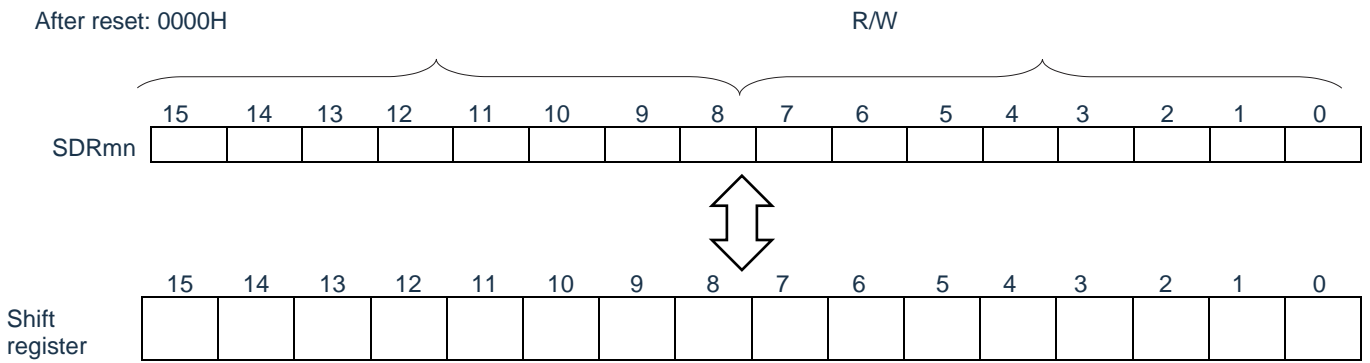 After reset: 0000H R/W
15 14 13 12 11 10 9 8 7 6 5 4 3 2 1 0
SDRmn
15 14 13 12 11 10 9 8 7 6 5 4 3 2 1 0
Shift
register